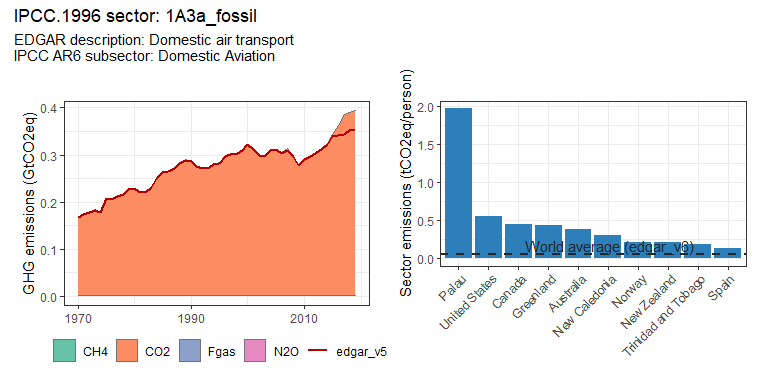 IPCC.1996 sector: 1A3a_fossil
EDGAR description: Domestic air transport
IPCC AR6 subsector: Domestic Aviation
GHG emissions (GtCO2eq)
0.4
0.3
0.2
0.1
0.0
1970
1990
2010
CH4
CO2
Fgas
N2O
edgar_v5
Sector emissions (tCO2eq/person)
2.0
1.5
1.0
0.5
0.0
World average (edgar_v6)
Palau
United States
Canada
Greenland
Australia
New Caledonia
Norway
New Zealand
Trinidad and Tobago
Spain